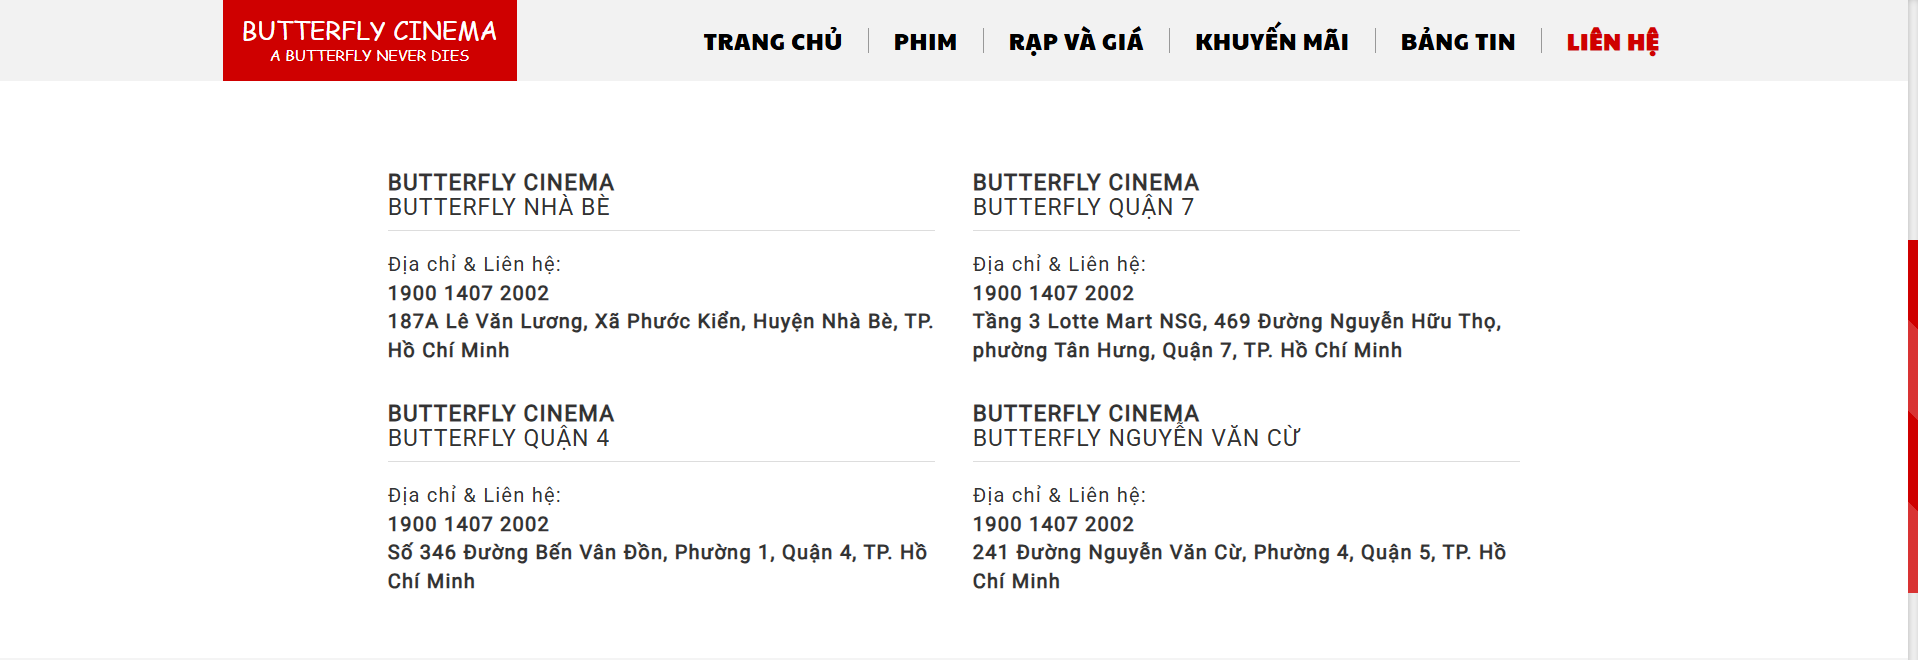 BUTTERFLY CINEMA
A BUTTERFLY NEVER DIES
TRANG CHỦ
PHIM
RẠP VÀ GIÁ
KHUYẾN MÃI
BẢNG TIN
LIÊN HỆ
BUTTERFLY CINEMA
BUTTERFLY NHÀ BÈ
Địa chỉ & Liên hệ:
1900 1407 2002
187A Lê Văn Lương, Xã Phước Kiển, Huyện Nhà Bè, TP.
Hồ Chí Minh
BUTTERFLY CINEMA
BUTTERFLY QUẬN 7
Địa chỉ & Liên hệ:
1900 1407 2002
Tầng 3 Lotte Mart NSG, 469 Đường Nguyễn Hữu Thọ,
phường Tân Hưng, Quận 7, TP. Hồ Chí Minh
BUTTERFLY CINEMA
BUTTERFLY QUẬN 4
Địa chỉ & Liên hệ:
1900 1407 2002
Số 346 Đường Bến Vân Đồn, Phường 1, Quận 4, TP. Hồ
Chí Minh
BUTTERFLY CINEMA
BUTTERFLY NGUYỄN VĂN CỪ
Địa chỉ & Liên hệ:
1900 1407 2002
241 Đường Nguyễn Văn Cừ, Phường 4, Quận 5, TP. Hồ
Chí Minh